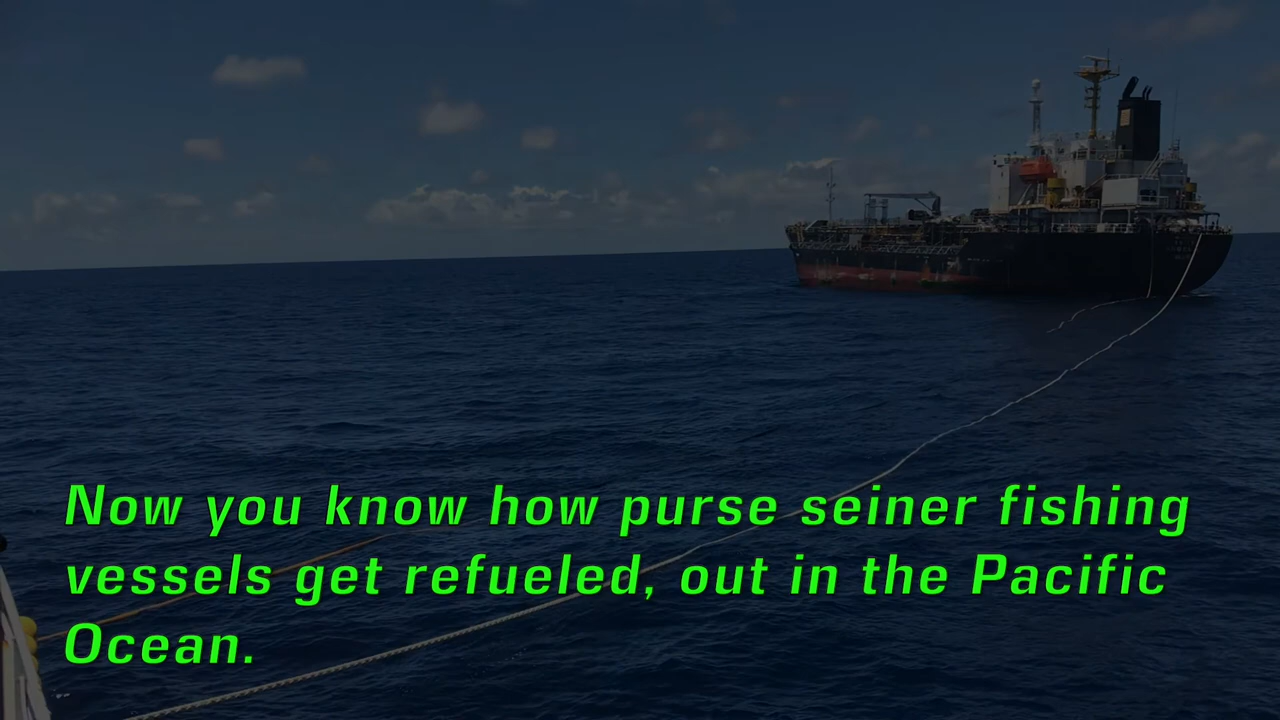 Now you know how purse seiner fishing
vessels get refueled, out in the Pacific
Ocean.